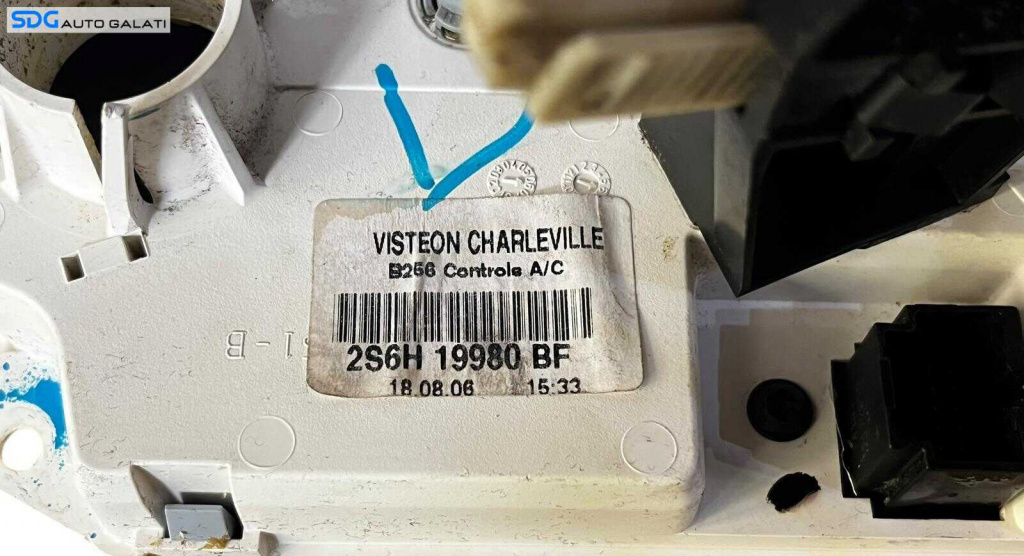 SDG AUTO GALATI
VISTEON CHARLEVILLE
B256 Controls A/C
2S6H 19980 BF
18.08.06 15:33